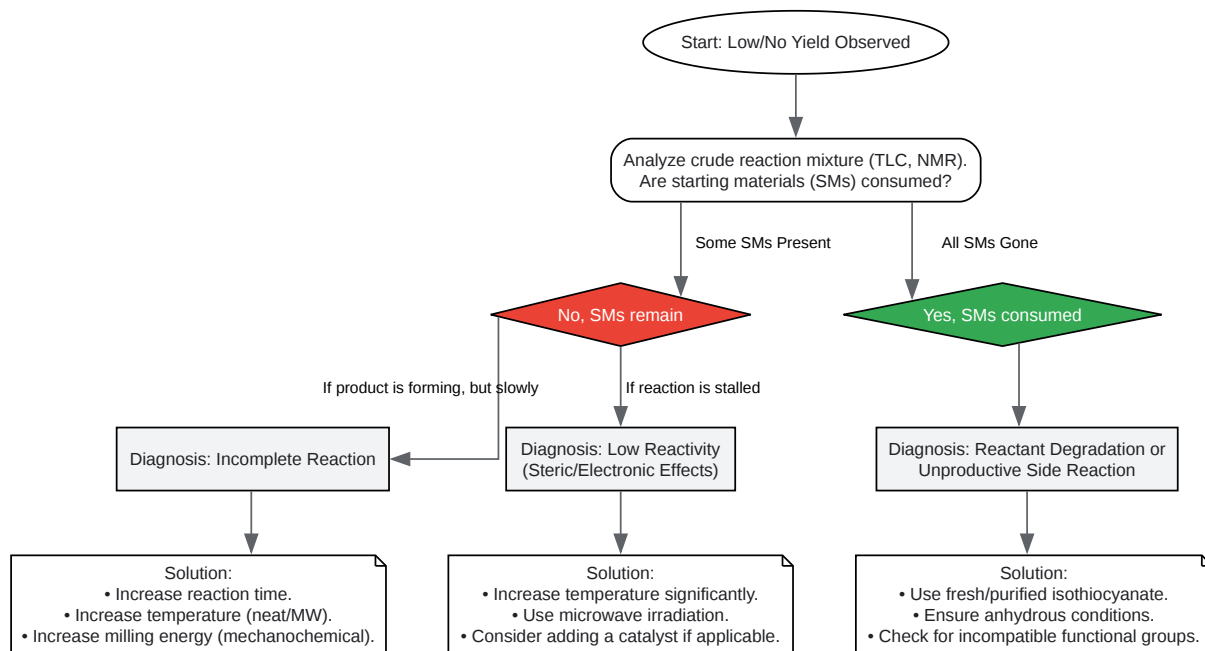 Start: Low/No Yield Observed
Analyze crude reaction mixture (TLC, NMR).
Are starting materials (SMs) consumed?
Some SMs Present
All SMs Gone
No, SMs remain
Yes, SMs consumed
If product is forming, but slowly
If reaction is stalled
Diagnosis: Incomplete Reaction
Diagnosis: Low Reactivity
(Steric/Electronic Effects)
Diagnosis: Reactant Degradation or
Unproductive Side Reaction
Solution:
• Increase reaction time.
• Increase temperature (neat/MW).
• Increase milling energy (mechanochemical).
Solution:
• Increase temperature significantly.
• Use microwave irradiation.
• Consider adding a catalyst if applicable.
Solution:
• Use fresh/purified isothiocyanate.
• Ensure anhydrous conditions.
• Check for incompatible functional groups.